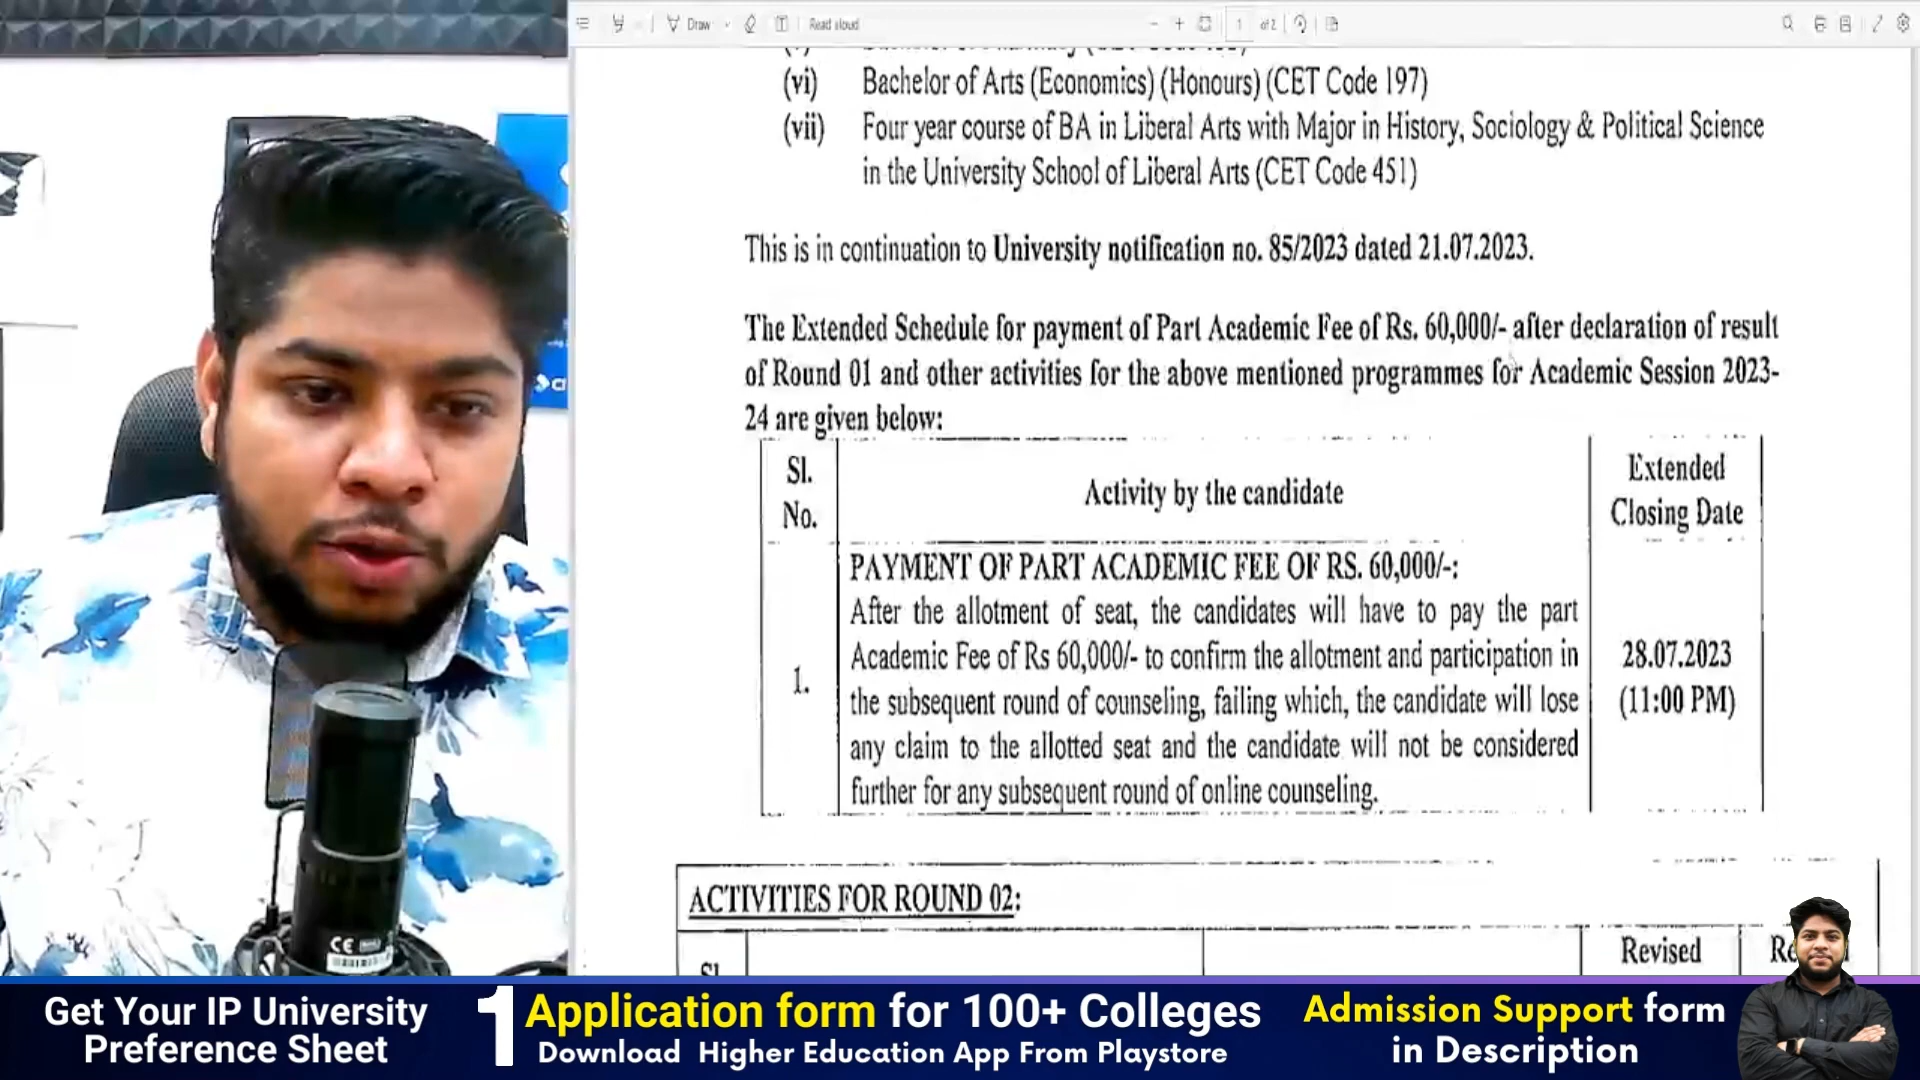 Draw
Read aloud
1
of 2
(vi) Bachelor of Arts (Economics) (Honours) (CET Code 197)
(vii) Four year course of BA in Liberal Arts with Major in History, Sociology & Political Science
in the University School of Liberal Arts (CET Code 451)
This is in continuation to University notification no. 85/2023 dated 21.07.2023.
The Extended Schedule for payment of Part Academic Fee of Rs. 60,000/- after declaration of result
of Round 01 and other activities for the above mentioned programmes for Academic Session 2023-
24 are given below:
Sl.
No.
Activity by the candidate
Extended
Closing Date
1.
PAYMENT OF PART ACADEMIC FEE OF RS. 60,000/-:
After the allotment of seat, the candidates will have to pay the part
Academic Fee of Rs 60,000/- to confirm the allotment and participation in
the subsequent round of counseling, failing which, the candidate will lose
any claim to the allotted seat and the candidate will not be considered
further for any subsequent round of online counseling.
28.07.2023
(11:00 PM)
ACTIVITIES FOR ROUND 02:
Sl
Revised
CE
Get Your IP University
Preference Sheet
1 Application form for 100+ Colleges
Download Higher Education App From Playstore
Admission Support form
in Description